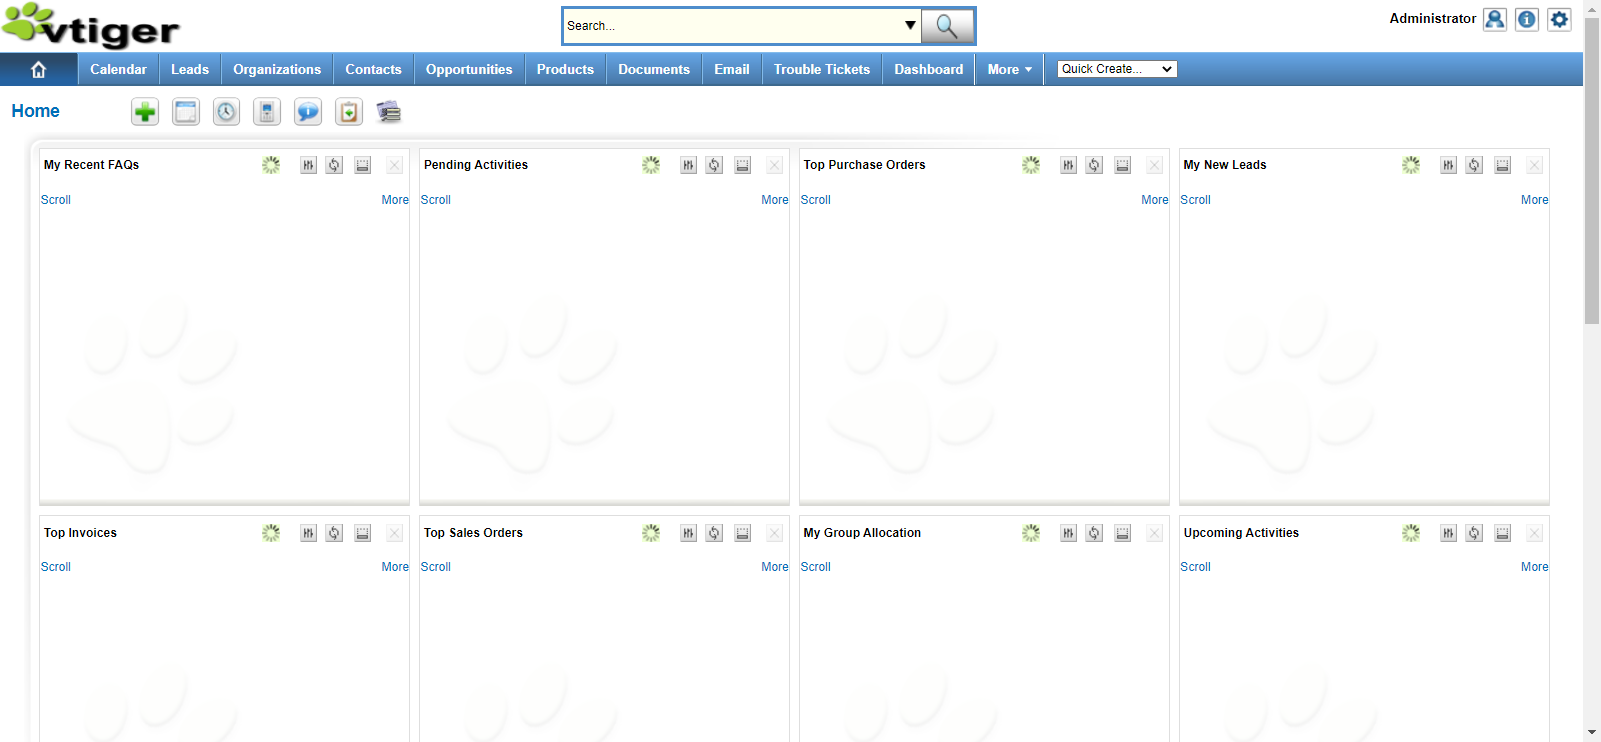 vtiger
Search...
Administrator
Calendar Leads Organizations Contacts Opportunities Products Documents Email Trouble Tickets Dashboard More Quick Create...
Home
My Recent FAQs Pending Activities Top Purchase Orders My New Leads
Scroll More Scroll More Scroll More Scroll More
Top Invoices Top Sales Orders My Group Allocation Upcoming Activities
Scroll More Scroll More Scroll Scroll More